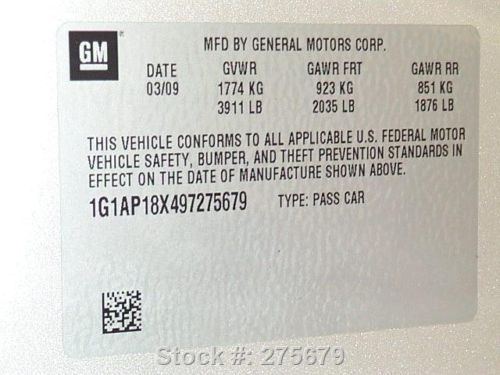 GM
MFD BY GENERAL MOTORS CORP.
DATE GVWR GAWR FRT GAWR RR
03/09 1774 KG 923 KG 851 KG
3911 LB 2035 LB 1876 LB
THIS VEHICLE CONFORMS TO ALL APPLICABLE U.S. FEDERAL MOTOR
VEHICLE SAFETY, BUMPER, AND THEFT PREVENTION STANDARDS IN
EFFECT ON THE DATE OF MANUFACTURE SHOWN ABOVE.
1G1AP18X497275679 TYPE: PASS CAR
Stock #: 275679